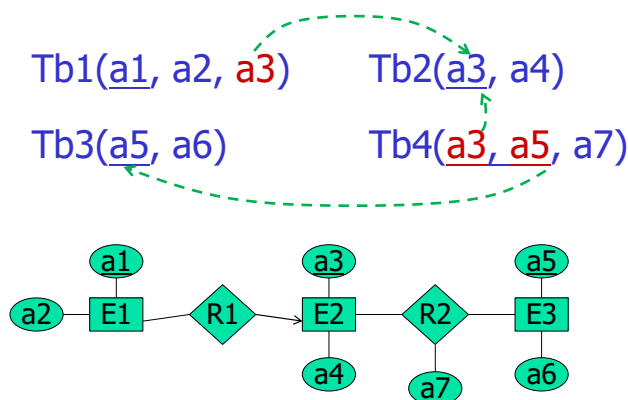 Tb1(a1, a2, a3) Tb2(a3, a4)
Tb3(a5, a6) Tb4(a3, a5, a7)
a1 a3 a5
a2 E1 R1 E2 R2 E3
a4 a7 a6